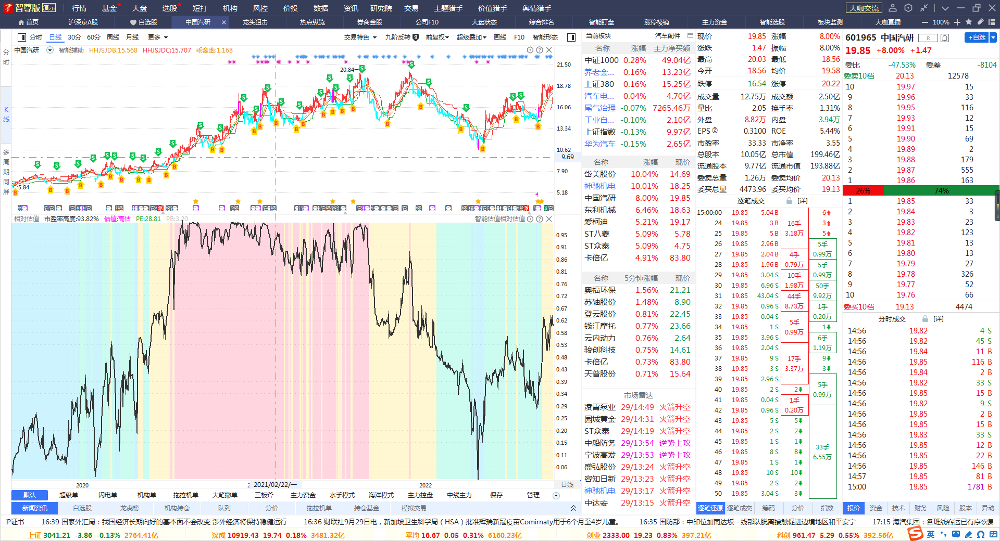 智尊版 演示 行情 基金 大盘 选股 短打 机构 风控 价投 数据 资讯 研究院 交易 主题猎手 价值猎手 舆情猎手 大咖交流
首页 沪深京A股 自选股 中国汽研 × 龙头狙击 热点纵览 券商金股 公司F10 大盘状态 综合排名 智能盯盘 涨停棱镜 主力资金 智能选股 板块监测 大咖直播 100%
分时 日线 30分 60分 周线 月线 更多 交易特色 九阶反转 9 前复权 超级叠加 画线 F10 智能形态
中国汽研 智能辅助 HHJSJDB:15.568 HHJSJDC:15.707 乖离率:1.168
分时
K线
多周期同屏
20.84
5.84
21.50
18.78
16.06
13.34
10.62
9.69
7.90
5.18
相对估值 市盈率高度:93.82% 估值:高估 PE:28.81 PB:3.20 智能估值相对估值
0.95
0.91
0.86
0.81
0.76
0.72
0.67
0.62
0.58
0.53
0.48
0.43
0.39
0.34
0.29
0.25
0.20
0.15
0.11
0.06
2020 2021/02/22/一 2022 日线
默认 超级单 闪电单 机构单 拖拉机单 大笔撤单 三板斧 主力资金 水手模式 海洋模式 主力控盘 中线主力 保存 管理
新闻资讯 自选股 龙虎榜 机构持仓 队列 分价 拖拉机单 持仓基金 模拟交易
当前板块 汽车配件
名称 涨幅 主力净买额
中证1000 0.28% 49.04亿
养老金... 0.16% 13.23亿
上证380 0.16% 15.25亿
汽车电... 0.04% 4.70亿
尾气治理 -0.07% 7265.46万
工业自... -0.10% 2.10亿
上证指数 -0.13% 9.97亿
华为汽车 -0.15% 2.65亿
名称 涨幅 现价
岱美股份 10.04% 14.69
神驰机电 10.01% 18.25
中国汽研 8.00% 19.85
东利机械 6.46% 18.63
爱柯迪 5.21% 19.17
ST八菱 5.09% 5.78
ST众泰 5.09% 4.75
卡倍亿 4.91% 83.80
名称 5分钟涨幅 现价
奥福环保 1.56% 21.21
苏轴股份 1.48% 8.90
登云股份 0.81% 22.45
钱江摩托 0.77% 23.66
云内动力 0.76% 2.64
骏创科技 0.75% 14.61
卡倍亿 0.73% 83.80
天普股份 0.71% 15.64
市场雷达
凌霄泵业 29/14:49 火箭升空
园城黄金 29/14:31 火箭升空
ST众泰 29/14:19 火箭升空
中船防务 29/13:54 逆势上攻
宁波高发 29/13:53 逆势上攻
盛弘股份 29/13:24 火箭升空
容知日新 29/13:23 火箭升空
神驰机电 29/13:17 火箭升空
中达安 29/13:15 火箭升空
现价 19.85 涨幅 8.00%
涨跌 1.47 振幅 8.00%
最高 20.03 最低 18.56
今开 18.56 均价 19.58
跌停 16.54 涨停 20.22
成交量 12.75万 成交额 2.50亿
量比 2.05 换手率 1.31%
外盘 8.82万 内盘 3.94万
EPS② 0.3100 ROE 5.44%
市盈率 33.33 市净率 3.55
总股本 10.05亿 总市值 199.46亿
流通股本 9.77亿 流通市值 193.88亿
委卖总量 1.26万 委卖均价 20.13
委买总量 4473.96 委买均价 19.13
逐笔成交 [详]
15:00:00 19.85 5.04 B 6
24 19.85 3 B 3
25 19.85 5 B 5
26 19.85 2.96 B
27 19.85 2.04 B
28 19.85 1.96 B
29 19.85 3.04 S
30 19.85 6.96 S
31 19.85 43.04 S
32 19.85 0.96 S
33 19.85 0.04 S
34 19.85 1 S 1
35 19.85 3.96 S
36 19.85 2.04 S
37 19.85 9 S 9
38 19.85 3 S 3
39 19.85 2.96 S
40 19.85 2 S 2
41 19.85 0.04 S
42 19.85 0.96 S
43 19.85 5 S 5
44 19.85 2 S 2
45 19.85 1 S 1
46 19.85 8 S 8
47 19.85 1 S 1
48 19.85 10 S 10
49 19.85 2 S 2
50 19.85 3.04 S 3
16手
3.18万
4手
0.79万
10手
1.98万
44手
8.73万
5手
0.99万
17手
3.37万
1手
0.20万
5手
0.99万
5手
0.99万
50手
9.92万
1手
0.20万
6手
1.19万
5手
0.99万
33手
6.55万
逐笔还原 逐笔成交 筹码 分价 指数
601965 中国汽研 R +自选
19.85 +8.00% +1.47
委比 -47.53% 委差 -8104
委卖10档 20.13 12578
10 19.97 15
9 19.96 33
8 19.95 116
7 19.93 12
6 19.91 15
5 19.90 69
4 19.89 2
3 19.88 179
2 19.87 555
1 19.86 163
26% 74%
1 19.85 33
2 19.84 3
3 19.83 23
4 19.82 123
5 19.81 13
6 19.80 13
7 19.79 27
8 19.78 326
9 19.77 52
10 19.76 66
委买10档 19.13 4474
分时成交 [详]
14:56 19.82 4 S
14:56 19.82 45 S
14:56 19.84 11 B
14:56 19.85 116 B
14:56 19.84 2 B
14:56 19.82 33 S
14:56 19.85 15 B
14:56 19.82 9 S
14:56 19.85 2 B
14:56 19.85 15 B
14:56 19.83 33 S
14:56 19.85 12 B
14:56 19.85 22 B
14:56 19.85 146 B
14:57 19.85 81 B
15:00 19.85 1781 B
报价 资金 技术 财务 风险 股本 异动
P证书 16:39 国家外汇局：我国经济长期向好的基本面不会改变 涉外经济将保持稳健运行 16:36 财联社9月29日电，新加坡卫生科学局（HSA）批准辉瑞新冠疫苗Comirnaty用于6个月至4岁儿童。 16:35 国防部：中印位加南达坂一线部队脱离接触促进边境地区和平安宁 17:15 海汽集团：各班线客运已有序恢复
上证 3041.21 -3.86 -0.13% 2764.41亿 深成 10919.43 19.74 0.18% 3481.32亿 平均 16.67 0.05 0.31% 6160.23亿 创业 2333.00 19.23 0.83% 397.21亿 科创 961.47 5.29 0.55% 392.56亿 英